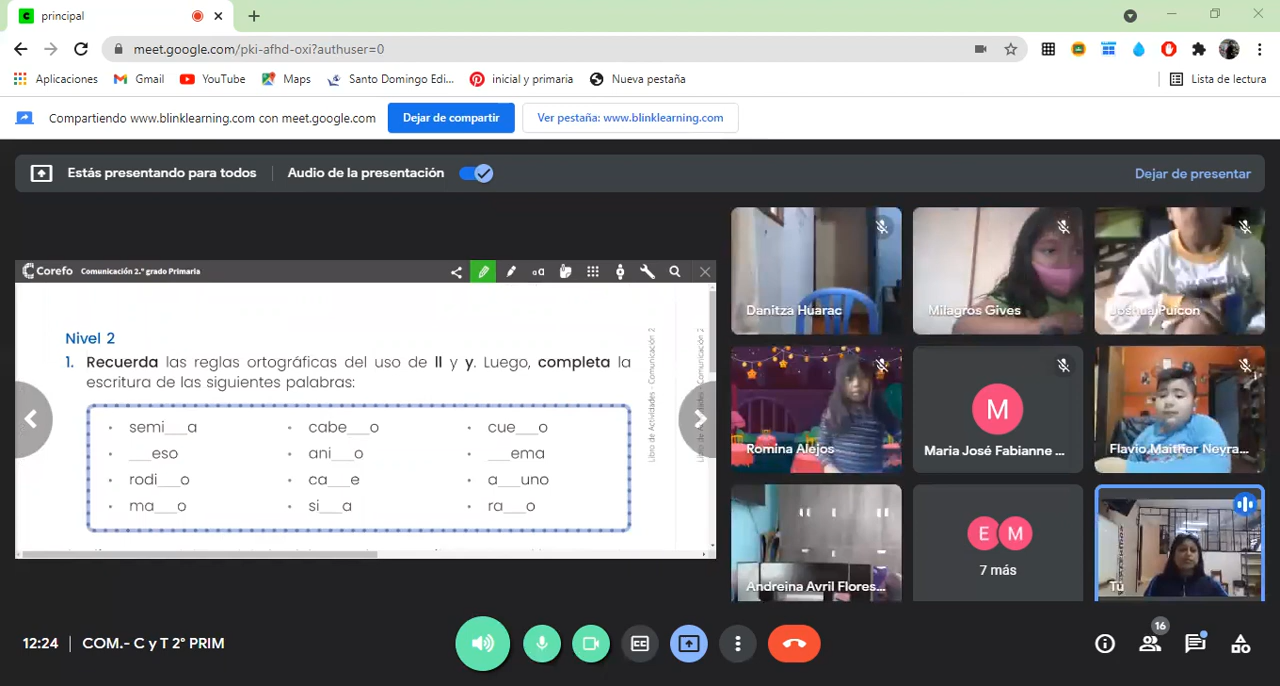 principal
meet.google.com/pki-afhd-oxi?authuser=0
Aplicaciones Gmail YouTube Maps Santo Domingo Edi... inicial y primaria Nueva pestaña Lista de lectura
Compartiendo www.blinklearning.com con meet.google.com Dejar de compartir Ver pestaña: www.blinklearning.com
Estás presentando para todos Audio de la presentación Dejar de presentar
Corefo Comunicación 2.° grado Primaria
Nivel 2
1. Recuerda las reglas ortográficas del uso de ll y y. Luego, completa la
escritura de las siguientes palabras:
• semi___a • cabe___o • cue___o
• ___eso • ani___o • ___ema
• rodi___o • ca___e • a___uno
• ma___o • si___a • ra___o
Libro de Actividades - Comunicación 2
Libro de Actividades - Comunicación 2
Danitza Huarac
Milagros Gives
Joshua Puicon
Romina Alejos
M
Maria José Fabianne ...
Flavio Maither Neyra...
Andreina Avril Flores...
E M
7 más
Tú
12:24 COM.- C y T 2° PRIM
16